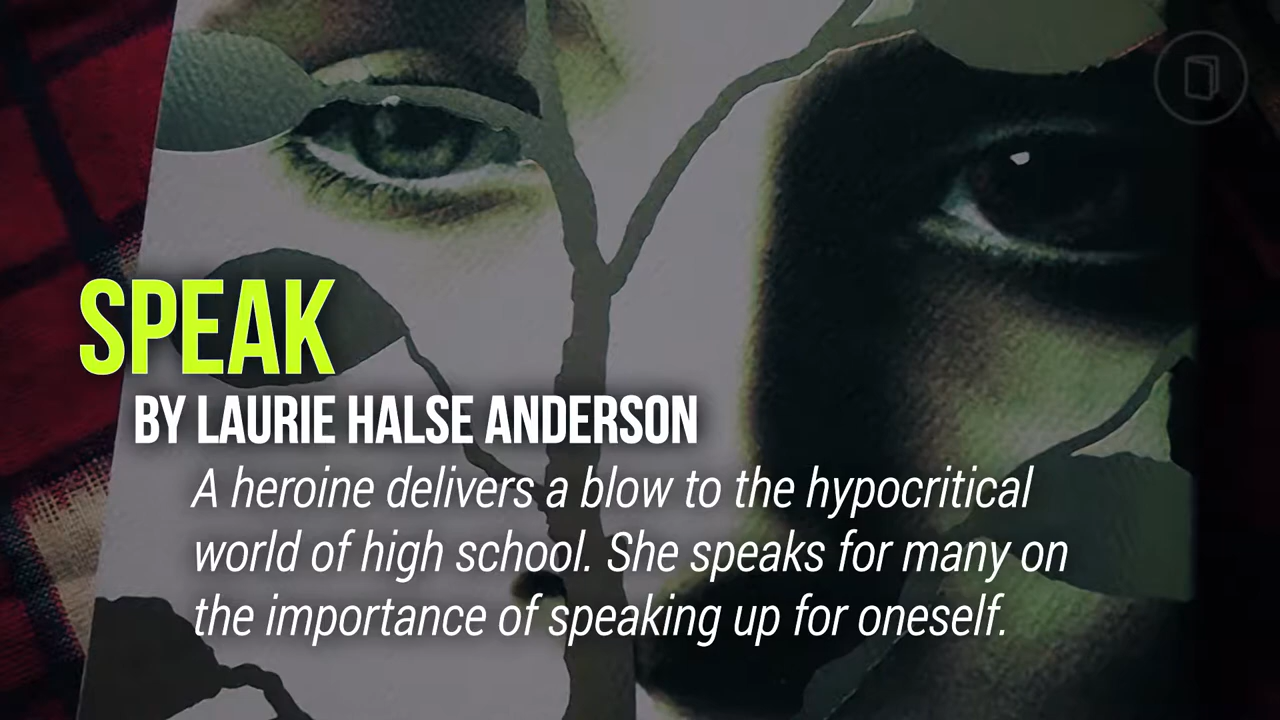 SPEAK
BY LAURIE HALSE ANDERSON
A heroine delivers a blow to the hypocritical
world of high school. She speaks for many on
the importance of speaking up for oneself.